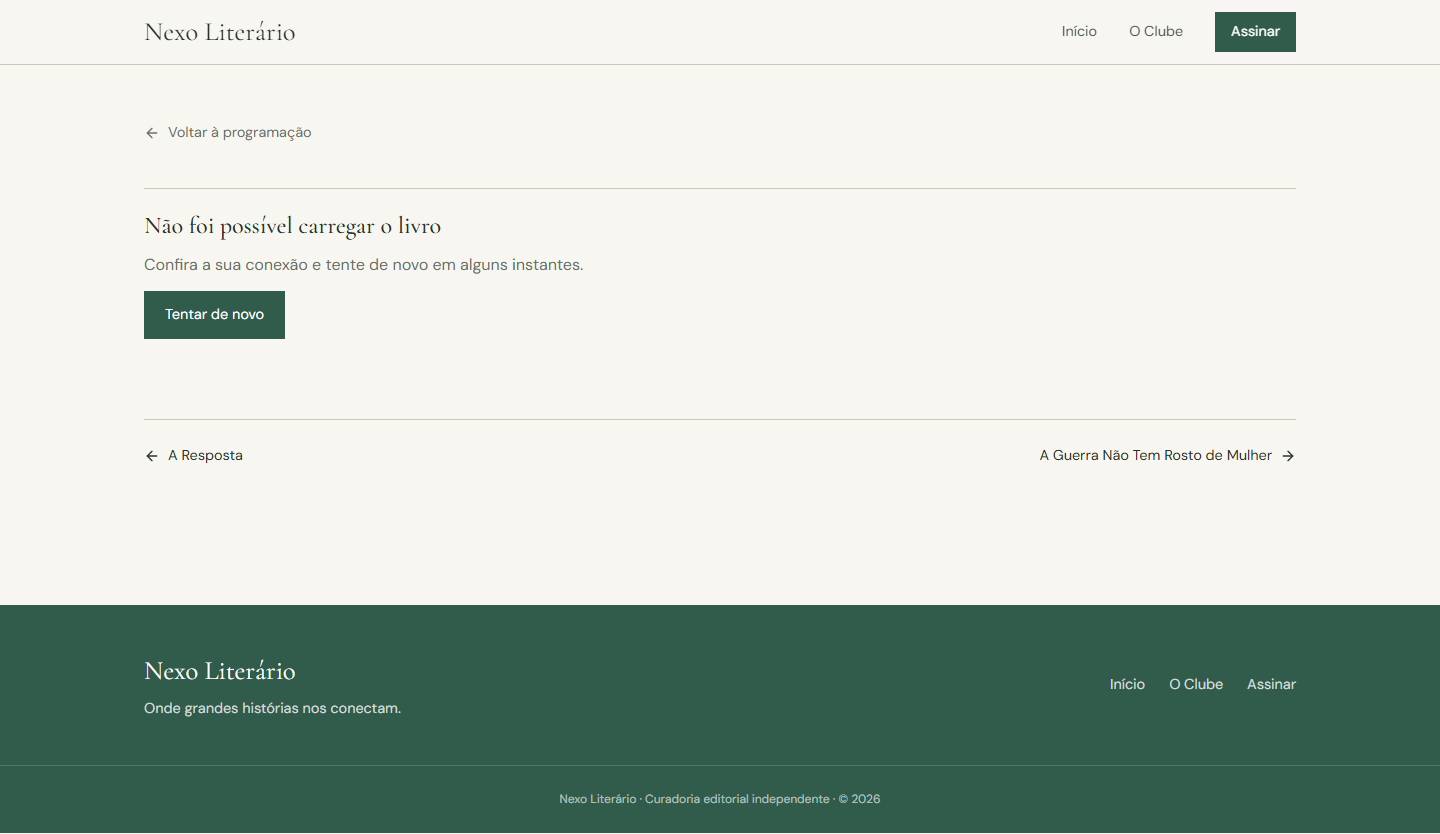 Nexo Literário
Início
O Clube
Assinar
← Voltar à programação
Não foi possível carregar o livro
Confira a sua conexão e tente de novo em alguns instantes.
Tentar de novo
← A Resposta
A Guerra Não Tem Rosto de Mulher →
Nexo Literário
Onde grandes histórias nos conectam.
Início
O Clube
Assinar
Nexo Literário · Curadoria editorial independente · © 2026